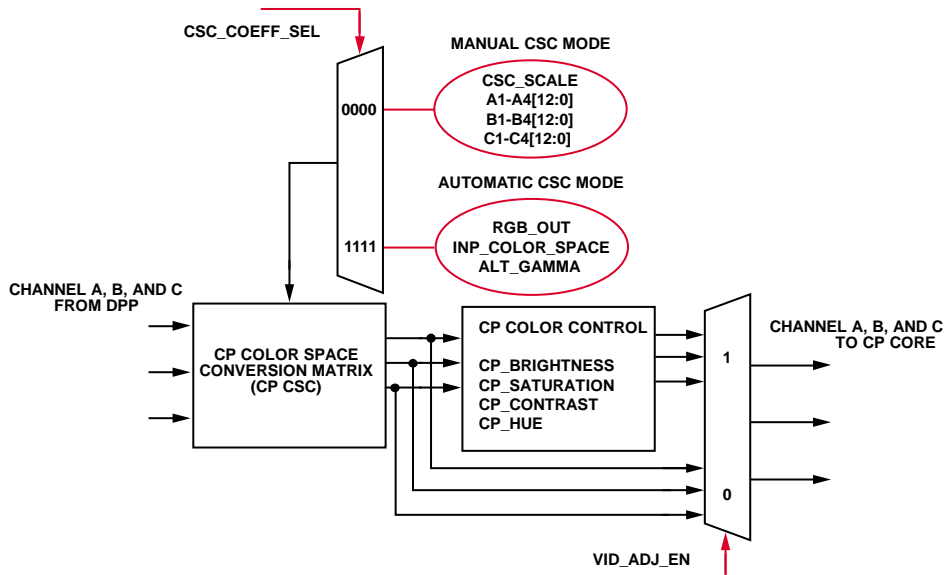 CSC_COEFF_SEL
MANUAL CSC MODE
CSC_SCALE
A1-A4[12:0]
B1-B4[12:0]
C1-C4[12:0]
0000
AUTOMATIC CSC MODE
RGB_OUT
INP_COLOR_SPACE
ALT_GAMMA
1111
CHANNEL A, B, AND C
FROM DPP
CP COLOR SPACE
CONVERSION MATRIX
(CP CSC)
CP COLOR CONTROL
CP_BRIGHTNESS
CP_SATURATION
CP_CONTRAST
CP_HUE
1
0
CHANNEL A, B, AND C
TO CP CORE
VID_ADJ_EN